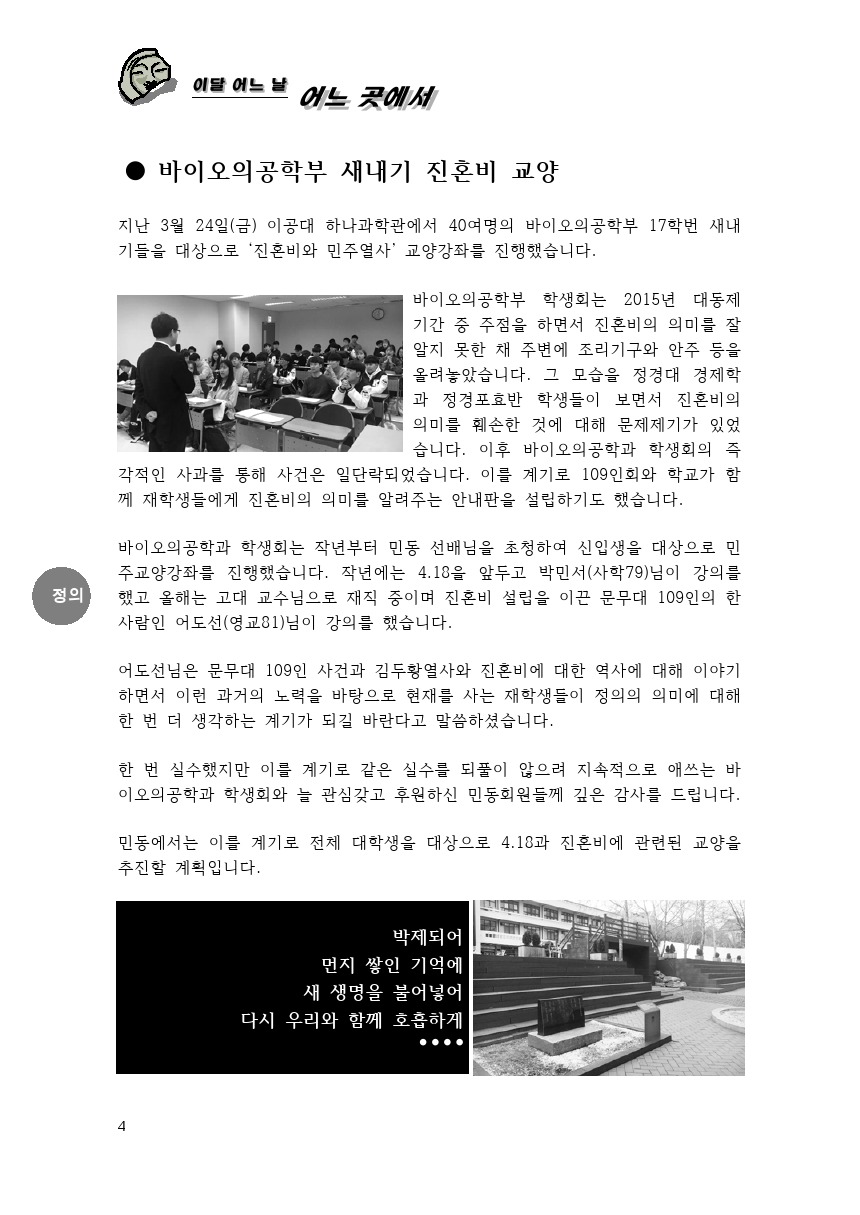 이달 어느 날 어느 곳에서
● 바이오의공학부 새내기 진혼비 교양
지난 3월 24일(금) 이공대 하나과학관에서 40여명의 바이오의공학부 17학번 새내
기들을 대상으로 ‘진혼비와 민주열사’ 교양강좌를 진행했습니다.
바이오의공학부 학생회는 2015년 대동제
기간 중 주점을 하면서 진혼비의 의미를 잘
알지 못한 채 주변에 조리기구와 안주 등을
올려놓았습니다. 그 모습을 정경대 경제학
과 정경포효반 학생들이 보면서 진혼비의
의미를 훼손한 것에 대해 문제제기가 있었
습니다. 이후 바이오의공학과 학생회의 즉
각적인 사과를 통해 사건은 일단락되었습니다. 이를 계기로 109인회와 학교가 함
께 재학생들에게 진혼비의 의미를 알려주는 안내판을 설립하기도 했습니다.
바이오의공학과 학생회는 작년부터 민동 선배님을 초청하여 신입생을 대상으로 민
주교양강좌를 진행했습니다. 작년에는 4.18을 앞두고 박민서(사학79)님이 강의를
했고 올해는 고대 교수님으로 재직 중이며 진혼비 설립을 이끈 문무대 109인의 한
사람인 어도선(영교81)님이 강의를 했습니다.
정의
어도선님은 문무대 109인 사건과 김두황열사와 진혼비에 대한 역사에 대해 이야기
하면서 이런 과거의 노력을 바탕으로 현재를 사는 재학생들이 정의의 의미에 대해
한 번 더 생각하는 계기가 되길 바란다고 말씀하셨습니다.
한 번 실수했지만 이를 계기로 같은 실수를 되풀이 않으려 지속적으로 애쓰는 바
이오의공학과 학생회와 늘 관심갖고 후원하신 민동회원들께 깊은 감사를 드립니다.
민동에서는 이를 계기로 전체 대학생을 대상으로 4.18과 진혼비에 관련된 교양을
추진할 계획입니다.
박제되어
먼지 쌓인 기억에
새 생명을 불어넣어
다시 우리와 함께 호흡하게
••••
4